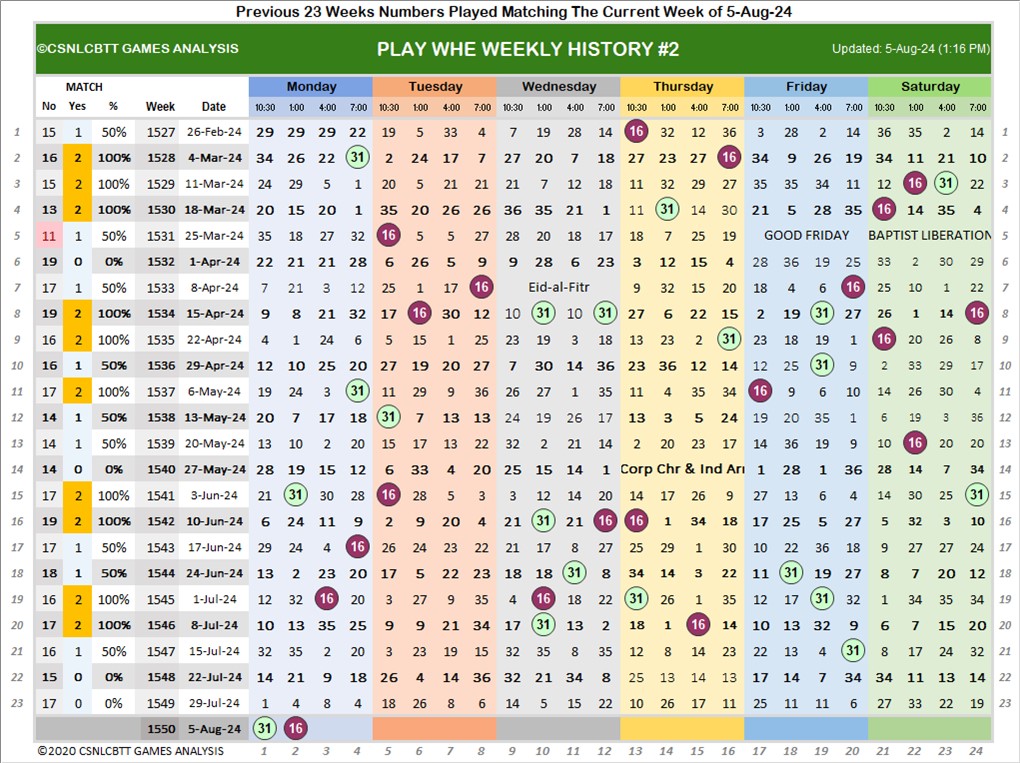 Previous 23 Weeks Numbers Played Matching The Current Week of 5-Aug-24
©CSNLCBTT GAMES ANALYSIS PLAY WHE WEEKLY HISTORY #2 Updated: 5-Aug-24 (1:16 PM)
MATCH Monday Tuesday Wednesday Thursday Friday Saturday
No Yes % Week Date 10:30 1:00 4:00 7:00 10:30 1:00 4:00 7:00 10:30 1:00 4:00 7:00 10:30 1:00 4:00 7:00 10:30 1:00 4:00 7:00 10:30 1:00 4:00 7:00
1 15 1 50% 1527 26-Feb-24 29 29 29 22 19 5 33 4 7 19 28 14 16 32 12 36 3 28 2 14 36 35 2 14 1
2 16 2 100% 1528 4-Mar-24 34 26 22 31 2 24 17 7 27 20 7 18 27 23 27 16 34 9 26 19 34 11 21 10 2
3 15 2 100% 1529 11-Mar-24 24 29 5 1 20 5 21 21 21 7 12 18 11 32 29 27 35 35 34 11 12 16 31 22 3
4 13 2 100% 1530 18-Mar-24 20 15 20 1 35 20 26 26 36 35 21 1 11 31 14 30 21 5 28 35 16 14 35 4 4
5 11 1 50% 1531 25-Mar-24 35 18 27 32 16 5 5 27 28 20 18 17 18 7 25 19 GOOD FRIDAY BAPTIST LIBERATION 5
6 19 0 0% 1532 1-Apr-24 22 21 21 28 6 26 5 9 9 28 6 23 3 12 15 4 28 36 19 25 33 2 30 29 6
7 17 1 50% 1533 8-Apr-24 7 21 3 12 25 1 17 16 Eid-al-Fitr 9 32 15 20 18 4 6 16 25 10 1 22 7
8 19 2 100% 1534 15-Apr-24 9 8 21 32 17 16 30 12 10 31 10 31 27 6 22 15 2 19 31 27 26 1 14 16 8
9 16 2 100% 1535 22-Apr-24 4 1 24 6 5 15 1 25 23 19 3 18 13 23 2 31 23 18 19 1 16 20 26 8 9
10 16 1 50% 1536 29-Apr-24 12 10 25 20 27 19 20 27 7 30 14 36 23 36 12 14 12 25 31 9 2 33 29 17 10
11 17 2 100% 1537 6-May-24 19 24 3 31 11 29 9 36 26 27 1 35 11 4 35 34 16 9 6 10 14 26 30 4 11
12 14 1 50% 1538 13-May-24 20 7 17 18 31 7 13 13 24 19 26 17 13 3 5 24 19 20 35 1 6 19 3 36 12
13 14 1 50% 1539 20-May-24 13 10 2 20 15 17 13 22 32 2 21 14 2 20 23 17 14 36 19 9 10 16 20 20 13
14 14 0 0% 1540 27-May-24 28 19 15 12 6 33 4 20 25 15 14 1 Corp Chr & Ind Arr 1 28 1 36 28 14 7 34 14
15 17 2 100% 1541 3-Jun-24 21 31 30 28 16 28 5 3 3 12 14 20 14 17 26 9 27 13 6 4 14 30 25 31 15
16 19 2 100% 1542 10-Jun-24 6 24 11 9 2 9 20 4 21 31 21 16 16 1 34 18 17 25 5 27 5 32 3 10 16
17 17 1 50% 1543 17-Jun-24 29 24 4 16 26 24 23 22 21 17 8 27 25 29 1 30 10 22 36 18 9 27 27 24 17
18 18 1 50% 1544 24-Jun-24 13 2 23 20 17 5 22 23 18 18 31 8 34 14 3 22 11 31 19 27 8 7 20 12 18
19 16 2 100% 1545 1-Jul-24 12 32 16 20 3 27 9 35 4 16 18 22 31 26 1 35 12 17 31 32 1 34 35 34 19
20 17 2 100% 1546 8-Jul-24 10 13 35 25 9 9 21 34 17 31 13 2 18 1 16 14 10 13 32 9 6 7 15 20 20
21 16 1 50% 1547 15-Jul-24 32 35 2 20 3 23 19 15 32 35 8 35 12 8 14 23 22 13 4 31 8 17 24 32 21
22 15 0 0% 1548 22-Jul-24 14 21 9 18 26 4 14 36 32 21 34 8 25 13 14 13 17 14 7 34 34 11 13 14 22
23 17 0 0% 1549 29-Jul-24 1 4 8 4 18 26 8 6 14 5 15 22 10 26 17 11 25 11 11 6 27 33 22 19 23
1550 5-Aug-24 31 16
©2020 CSNLCBTT GAMES ANALYSIS 1 2 3 4 5 6 7 8 9 10 11 12 13 14 15 16 17 18 19 20 21 22 23 24